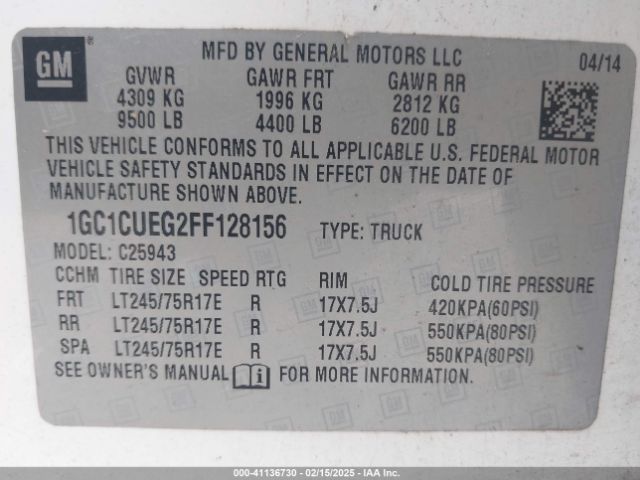 GM
MFD BY GENERAL MOTORS LLC 04/14
GVWR GAWR FRT GAWR RR
4309 KG 1996 KG 2812 KG
9500 LB 4400 LB 6200 LB
THIS VEHICLE CONFORMS TO ALL APPLICABLE U.S. FEDERAL MOTOR
VEHICLE SAFETY STANDARDS IN EFFECT ON THE DATE OF
MANUFACTURE SHOWN ABOVE.
1GC1CUEG2FF128156 TYPE: TRUCK
MODEL: C25943
CCHM TIRE SIZE SPEED RTG RIM COLD TIRE PRESSURE
FRT LT245/75R17E R 17X7.5J 420KPA(60PSI)
RR LT245/75R17E R 17X7.5J 550KPA(80PSI)
SPA LT245/75R17E R 17X7.5J 550KPA(80PSI)
SEE OWNER'S MANUAL FOR MORE INFORMATION.
000-41136730 - 02/15/2025 - IAA Inc.